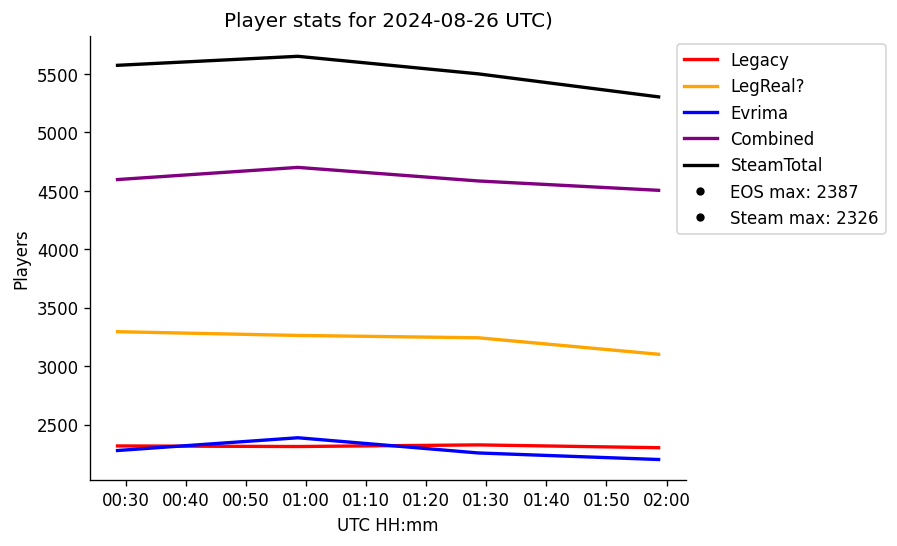 Player stats for 2024-08-26 UTC)
Legacy
LegReal?
Evrima
Combined
SteamTotal
EOS max: 2387
Steam max: 2326
Players
5500
5000
4500
4000
3500
3000
2500
00:30 00:40 00:50 01:00 01:10 01:20 01:30 01:40 01:50 02:00
UTC HH:mm